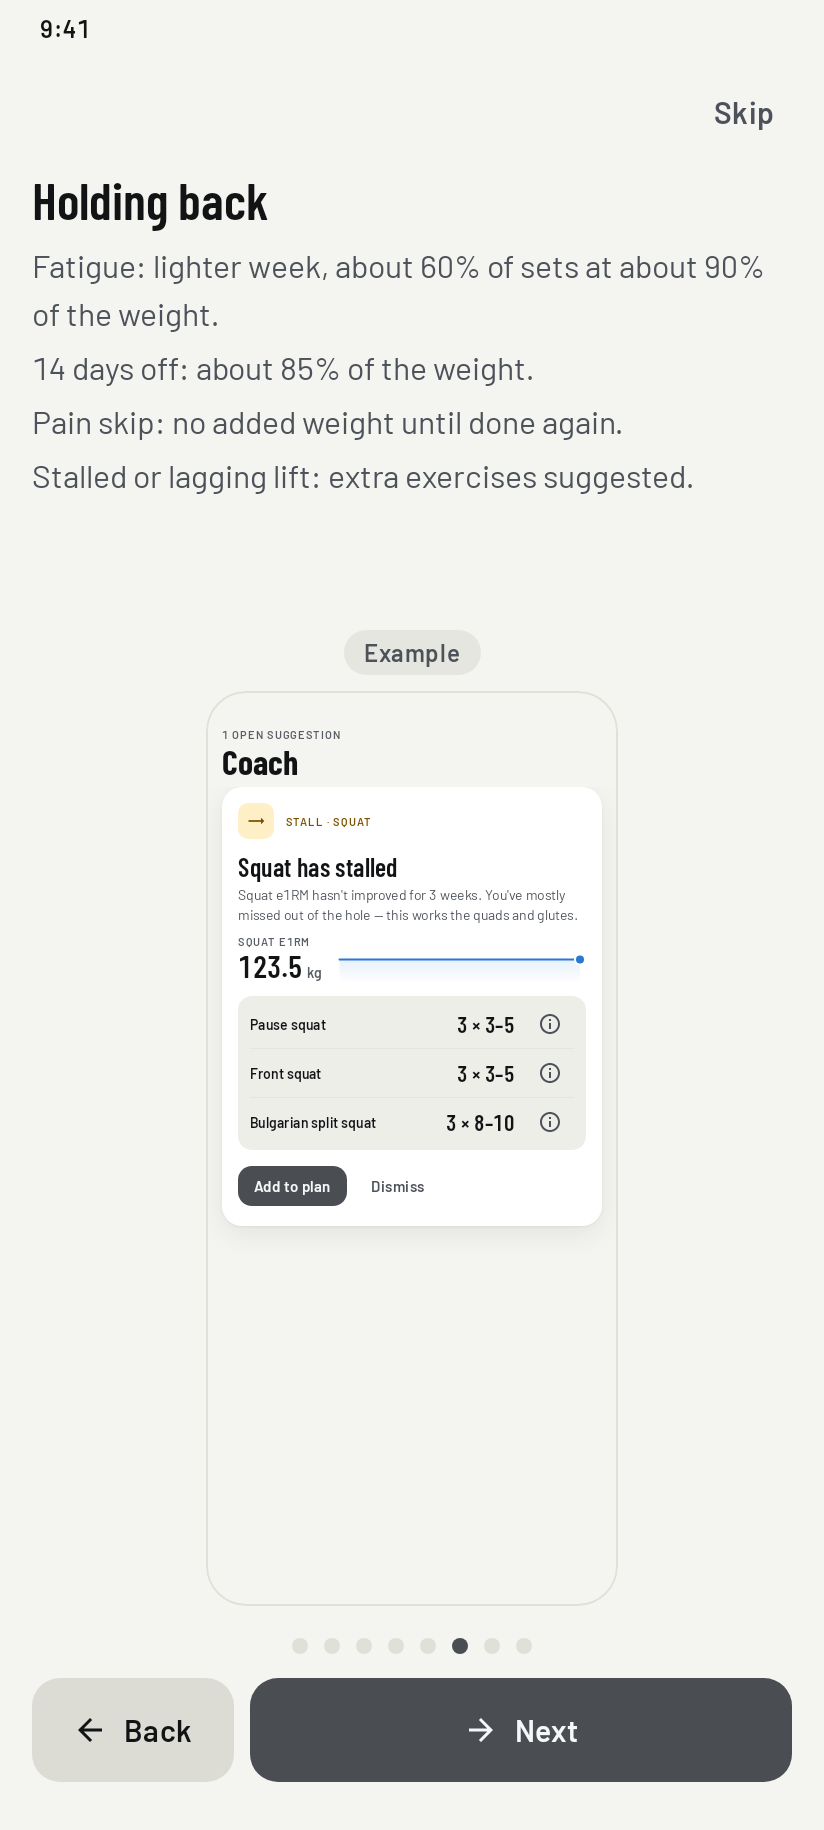 9:41
Skip
Holding back
Fatigue: lighter week, about 60% of sets at about 90%
of the weight.
14 days off: about 85% of the weight.
Pain skip: no added weight until done again.
Stalled or lagging lift: extra exercises suggested.
Example
1 OPEN SUGGESTION
Coach
STALL · SQUAT
Squat has stalled
Squat e1RM hasn't improved for 3 weeks. You've mostly
missed out of the hole — this works the quads and glutes.
SQUAT E1RM
123.5 kg
Pause squat 3 × 3–5
Front squat 3 × 3–5
Bulgarian split squat 3 × 8–10
Add to plan Dismiss
Back Next